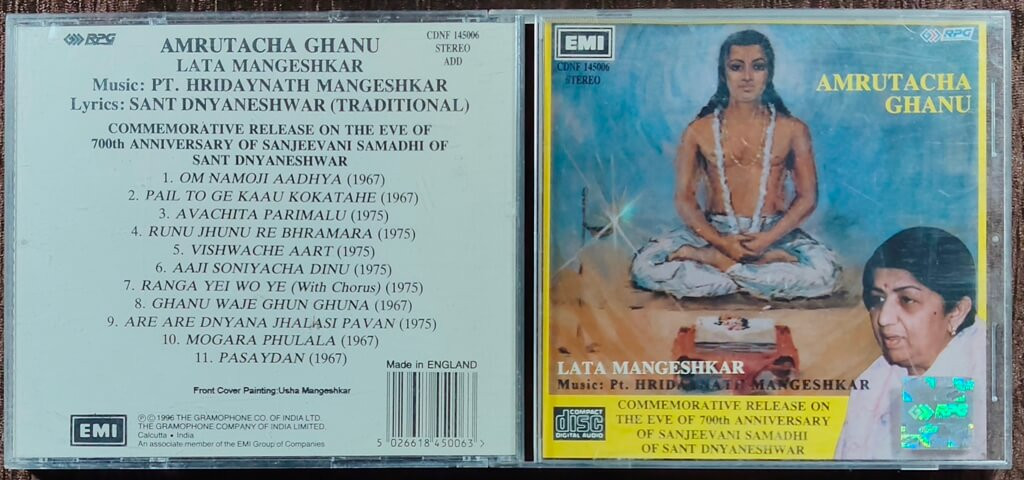 RPG
CDNF 145006
STEREO
ADD
AMRUTACHA GHANU
LATA MANGESHKAR
Music: PT. HRIDAYNATH MANGESHKAR
Lyrics: SANT DNYANESHWAR (TRADITIONAL)
COMMEMORATIVE RELEASE ON THE EVE OF
700th ANNIVERSARY OF SANJEEVANI SAMADHI OF
SANT DNYANESHWAR
1. OM NAMOJI AADHYA (1967)
2. PAIL TO GE KAAU KOKATAHE (1967)
3. AVACHITA PARIMALU (1975)
4. RUNU JHUNU RE BHRAMARA (1975)
5. VISHWACHE AART (1975)
6. AAJI SONIYACHA DINU (1975)
7. RANGA YEI WO YE (With Chorus) (1975)
8. GHANU WAJE GHUN GHUNA (1967)
9. ARE ARE DNYANA JHALASI PAVAN (1975)
10. MOGARA PHULALA (1967)
11. PASAYDAN (1967)
Made in ENGLAND
Front Cover Painting:Usha Mangeshkar
EMI
℗©1996 THE GRAMOPHONE CO. OF INDIA LTD.
THE GRAMOPHONE COMPANY OF INDIA LIMITED.
Calcutta • India
An associate member of the EMI Group of Companies
5 026618 450063 >
EMI
CDNF 145006
STEREO
RPG
AMRUTACHA
GHANU
LATA MANGESHKAR
Music: Pt. HRIDAYNATH MANGESHKAR
COMPACT
disc
DIGITAL AUDIO
COMMEMORATIVE RELEASE ON
THE EVE OF 700th ANNIVERSARY
OF SANJEEVANI SAMADHI
OF SANT DNYANESHWAR
RPG